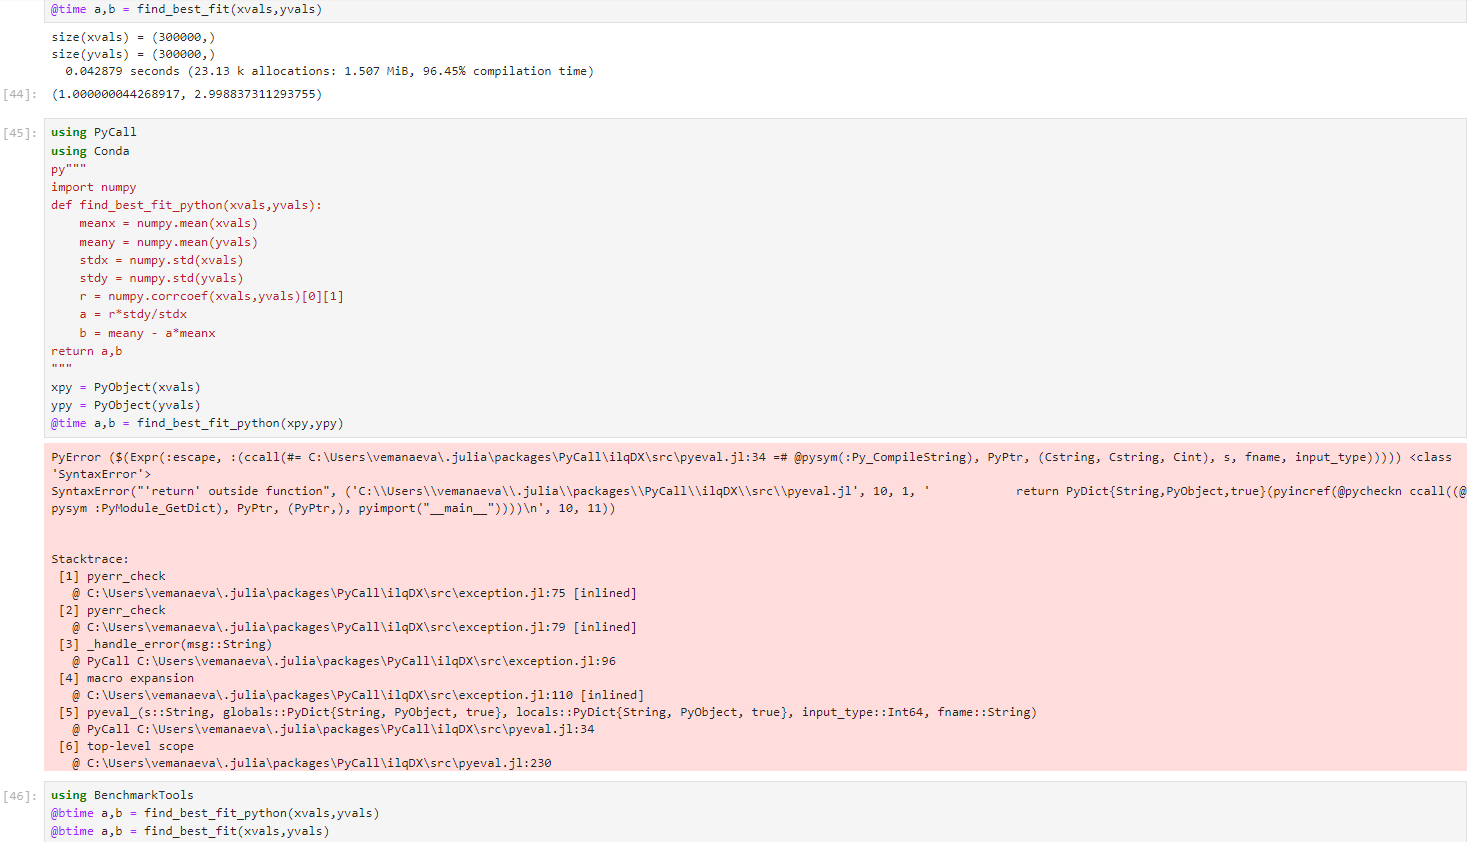 @time a,b = find_best_fit(xvals,yvals)
size(xvals) = (300000,)
size(yvals) = (300000,)
  0.042879 seconds (23.13 k allocations: 1.507 MiB, 96.45% compilation time)
[44]: (1.000000044268917, 2.998837311293755)
[45]: using PyCall
using Conda
py"""
import numpy
def find_best_fit_python(xvals,yvals):
    meanx = numpy.mean(xvals)
    meany = numpy.mean(yvals)
    stdx = numpy.std(xvals)
    stdy = numpy.std(yvals)
    r = numpy.corrcoef(xvals,yvals)[0][1]
    a = r*stdy/stdx
    b = meany - a*meanx
return a,b
"""
xpy = PyObject(xvals)
ypy = PyObject(yvals)
@time a,b = find_best_fit_python(xpy,ypy)
PyError ($(Expr(:escape, :(ccall(#= C:\Users\vemanaeva\.julia\packages\PyCall\ilqDX\src\pyeval.jl:34 =# @pysym(:Py_CompileString), PyPtr, (Cstring, Cstring, Cint), s, fname, input_type))))) <class
'SyntaxError'>
SyntaxError("'return' outside function", ('C:\\Users\\vemanaeva\\.julia\\packages\\PyCall\\ilqDX\\src\\pyeval.jl', 10, 1, '            return PyDict{String,PyObject,true}(pyincref(@pycheckn ccall((@
pysym :PyModule_GetDict), PyPtr, (PyPtr,), pyimport("__main__"))))\n', 10, 11))
Stacktrace:
 [1] pyerr_check
   @ C:\Users\vemanaeva\.julia\packages\PyCall\ilqDX\src\exception.jl:75 [inlined]
 [2] pyerr_check
   @ C:\Users\vemanaeva\.julia\packages\PyCall\ilqDX\src\exception.jl:79 [inlined]
 [3] _handle_error(msg::String)
   @ PyCall C:\Users\vemanaeva\.julia\packages\PyCall\ilqDX\src\exception.jl:96
 [4] macro expansion
   @ C:\Users\vemanaeva\.julia\packages\PyCall\ilqDX\src\exception.jl:110 [inlined]
 [5] pyeval_(s::String, globals::PyDict{String, PyObject, true}, locals::PyDict{String, PyObject, true}, input_type::Int64, fname::String)
   @ PyCall C:\Users\vemanaeva\.julia\packages\PyCall\ilqDX\src\pyeval.jl:34
 [6] top-level scope
   @ C:\Users\vemanaeva\.julia\packages\PyCall\ilqDX\src\pyeval.jl:230
[46]: using BenchmarkTools
@btime a,b = find_best_fit_python(xvals,yvals)
@btime a,b = find_best_fit(xvals,yvals)